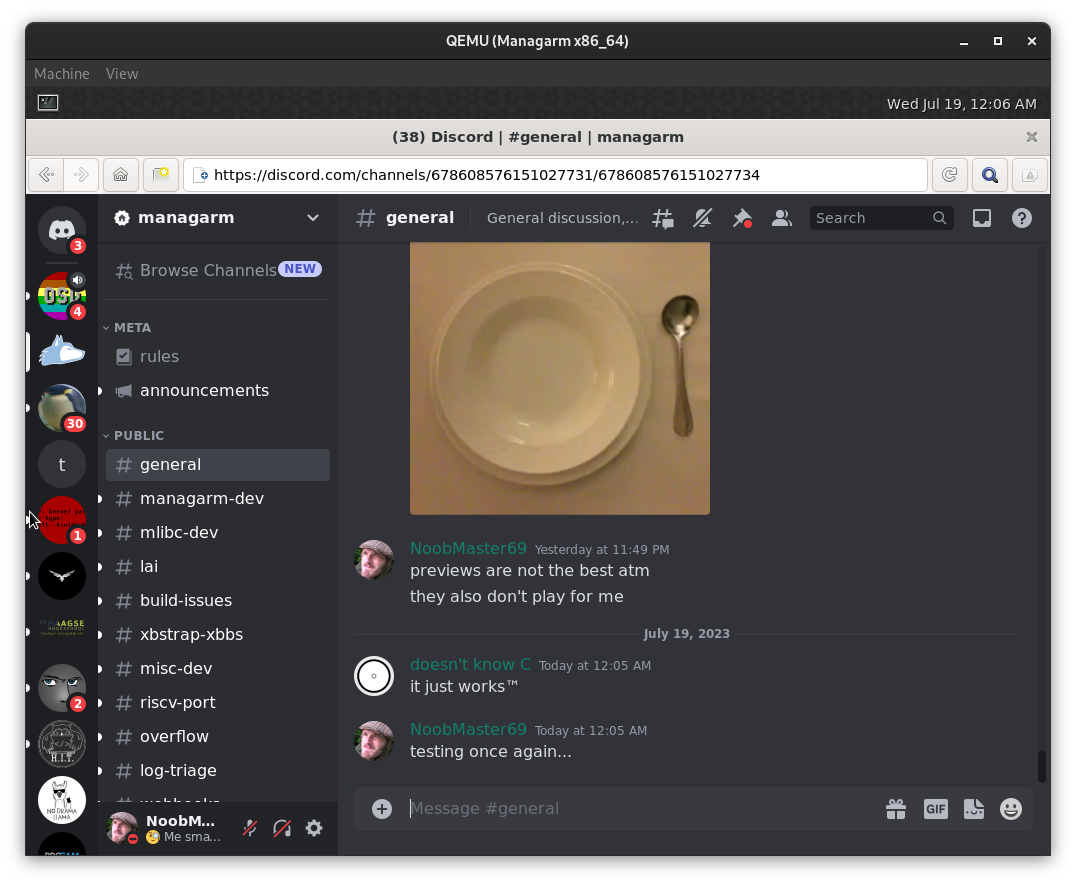 QEMU (Managarm x86_64)
Machine View
Wed Jul 19, 12:06 AM
(38) Discord | #general | managarm
https://discord.com/channels/678608576151027731/678608576151027734
managarm
general
General discussion,...
Search
3
Browse Channels
NEW
4
META
rules
announcements
30
PUBLIC
general
t
managarm-dev
1
mlibc-dev
lai
build-issues
HAAGSE
xbstrap-xbbs
misc-dev
2
riscv-port
overflow
H.I.T.
log-triage
webhooks
NO DRAMA
LLAMA
NoobM...
Me sma...
NoobMaster69 Yesterday at 11:49 PM
previews are not the best atm
they also don't play for me
July 19, 2023
doesn't know C Today at 12:05 AM
it just works™
NoobMaster69 Today at 12:05 AM
testing once again...
Message #general
GIF